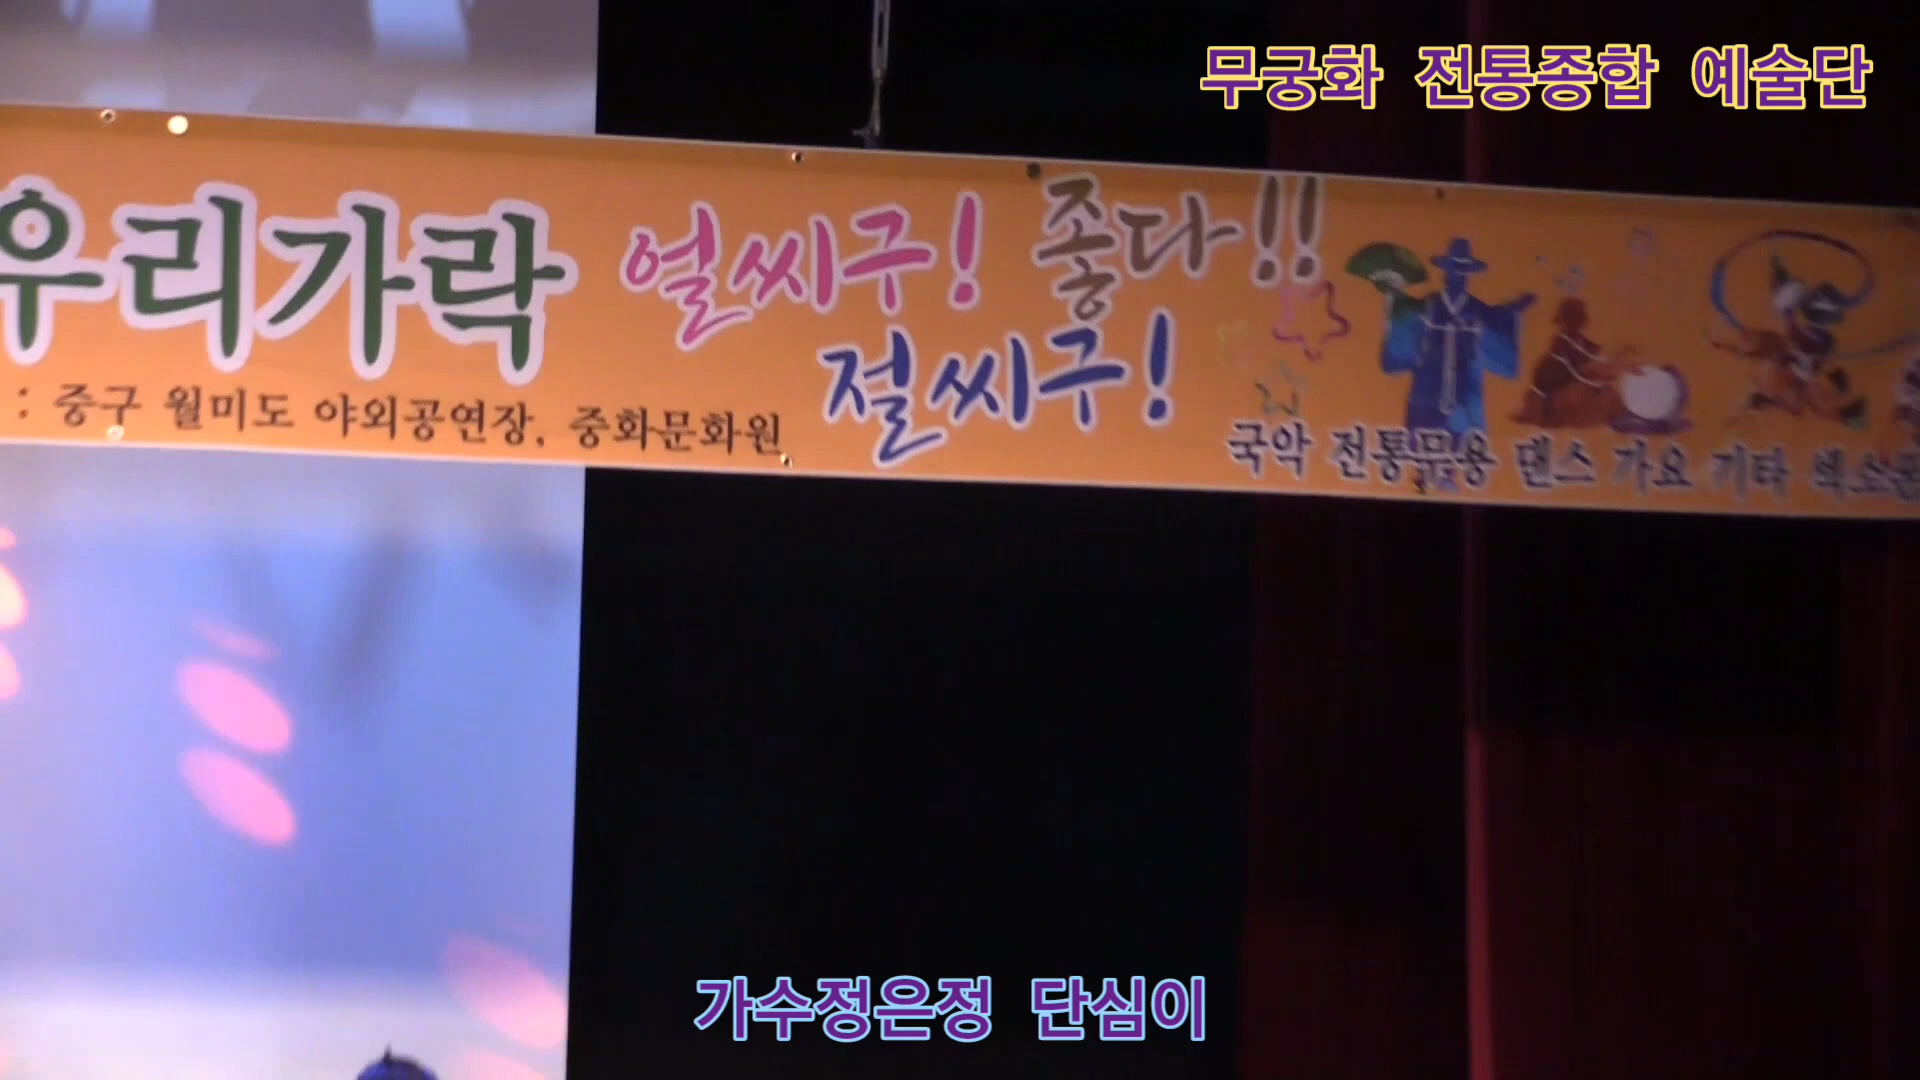 무궁화 전통종합 예술단
우리가락 얼씨구! 좋다!!
절씨구!
: 중구 월미도 야외공연장, 중화문화원
국악 전통무용 댄스 가요 기타
가수정은정 단심이